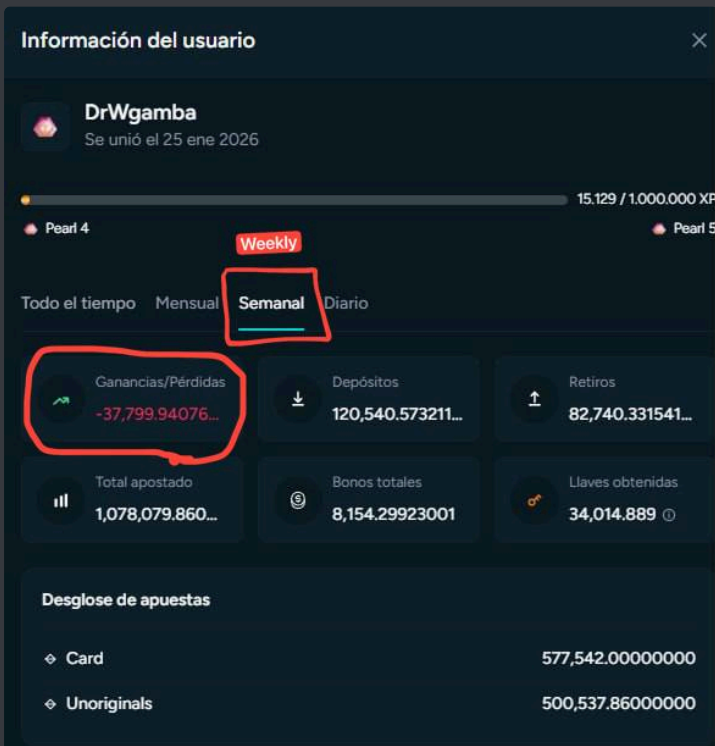 Información del usuario
DrWgamba
Se unió el 25 ene 2026
15.129 / 1.000.000 XP
Pearl 4
Pearl 5
Weekly
Todo el tiempo Mensual Semanal Diario
Ganancias/Pérdidas Depósitos Retiros
-37,799.94076... 120,540.573211... 82,740.331541...
Total apostado Bonos totales Llaves obtenidas
1,078,079.860... 8,154.29923001 34,014.889
Desglose de apuestas
Card 577,542.00000000
Unoriginals 500,537.86000000